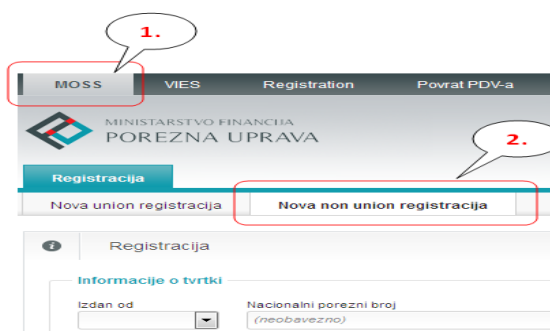 1.
MOSS VIES Registration Povrat PDV-a
MINISTARSTVO FINANCIJA
POREZNA UPRAVA
2.
Registracija
Nova union registracija Nova non union registracija
Registracija
Informacije o tvrtki
Izdan od Nacionalni porezni broj
(neobavezno)